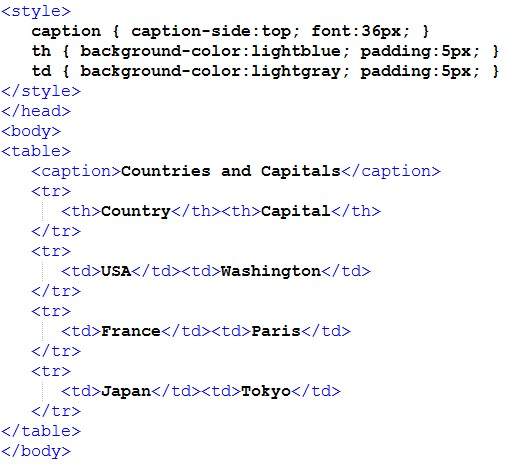 <style>
caption { caption-side:top; font:36px; }
th { background-color:lightblue; padding:5px; }
td { background-color:lightgray; padding:5px; }
</style>
</head>
<body>
<table>
<caption>Countries and Capitals</caption>
<tr>
<th>Country</th><th>Capital</th>
</tr>
<tr>
<td>USA</td><td>Washington</td>
</tr>
<tr>
<td>France</td><td>Paris</td>
</tr>
<tr>
<td>Japan</td><td>Tokyo</td>
</tr>
</table>
</body>